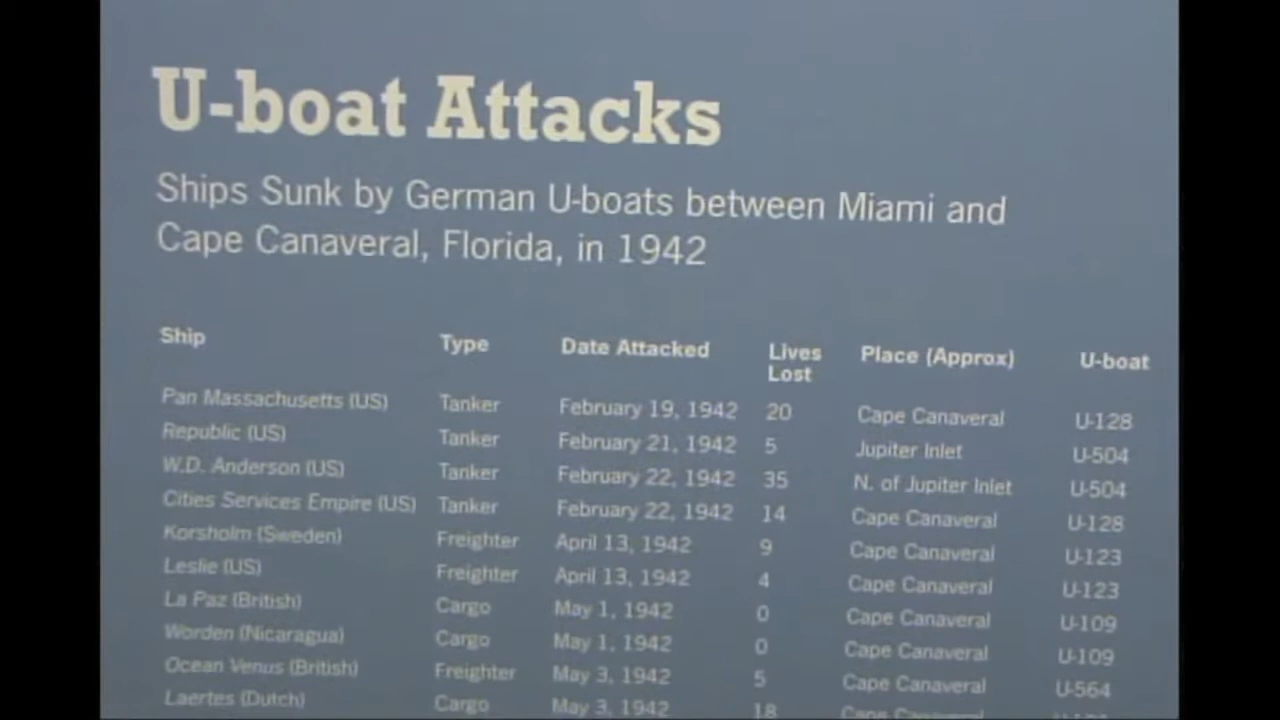 U-boat Attacks
Ships Sunk by German U-boats between Miami and
Cape Canaveral, Florida, in 1942
Ship Type Date Attacked Lives Lost Place (Approx) U-boat
Pan Massachusetts (US) Tanker February 19, 1942 20 Cape Canaveral U-128
Republic (US) Tanker February 21, 1942 5 Jupiter Inlet U-504
W.D. Anderson (US) Tanker February 22, 1942 35 N. of Jupiter Inlet U-504
Cities Services Empire (US) Tanker February 22, 1942 14 Cape Canaveral U-128
Korsholm (Sweden) Freighter April 13, 1942 9 Cape Canaveral U-123
Leslie (US) Freighter April 13, 1942 4 Cape Canaveral U-123
La Paz (British) Cargo May 1, 1942 0 Cape Canaveral U-109
Worden (Nicaragua) Cargo May 1, 1942 0 Cape Canaveral U-109
Ocean Venus (British) Freighter May 3, 1942 5 Cape Canaveral U-564
Laertes (Dutch) Cargo May 3, 1942 18 Cape Canaveral